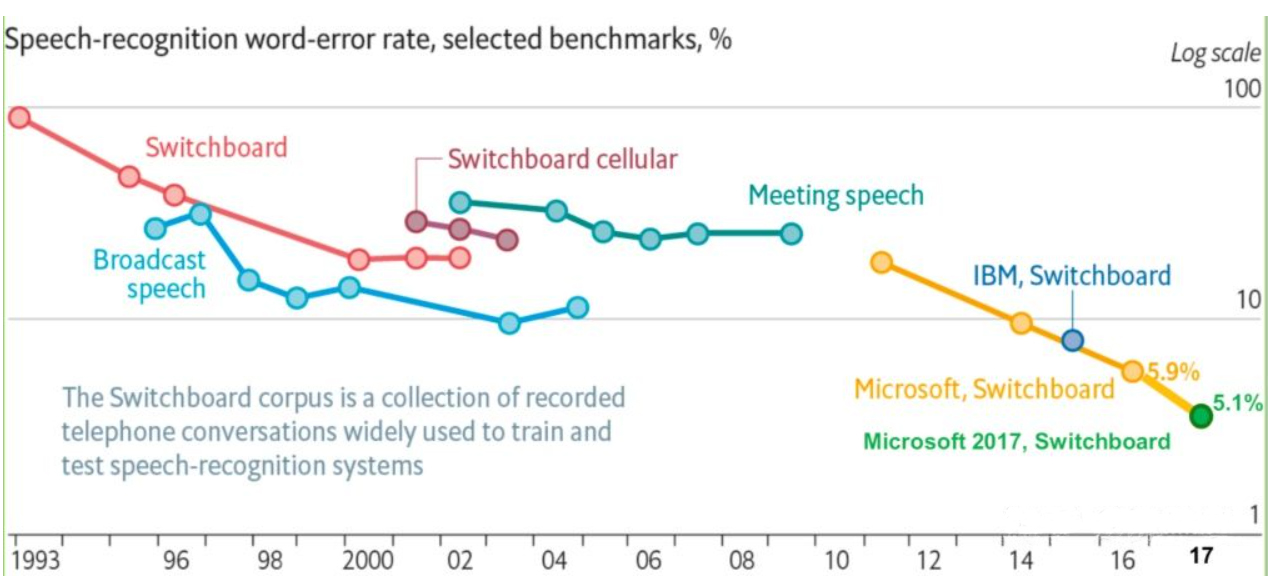 Speech-recognition word-error rate, selected benchmarks, %
Log scale
100
Switchboard
Switchboard cellular
Meeting speech
Broadcast
speech
IBM, Switchboard
10
5.9%
Microsoft, Switchboard
5.1%
Microsoft 2017, Switchboard
The Switchboard corpus is a collection of recorded
telephone conversations widely used to train and
test speech-recognition systems
1
1993 96 98 2000 02 04 06 08 10 12 14 16 17